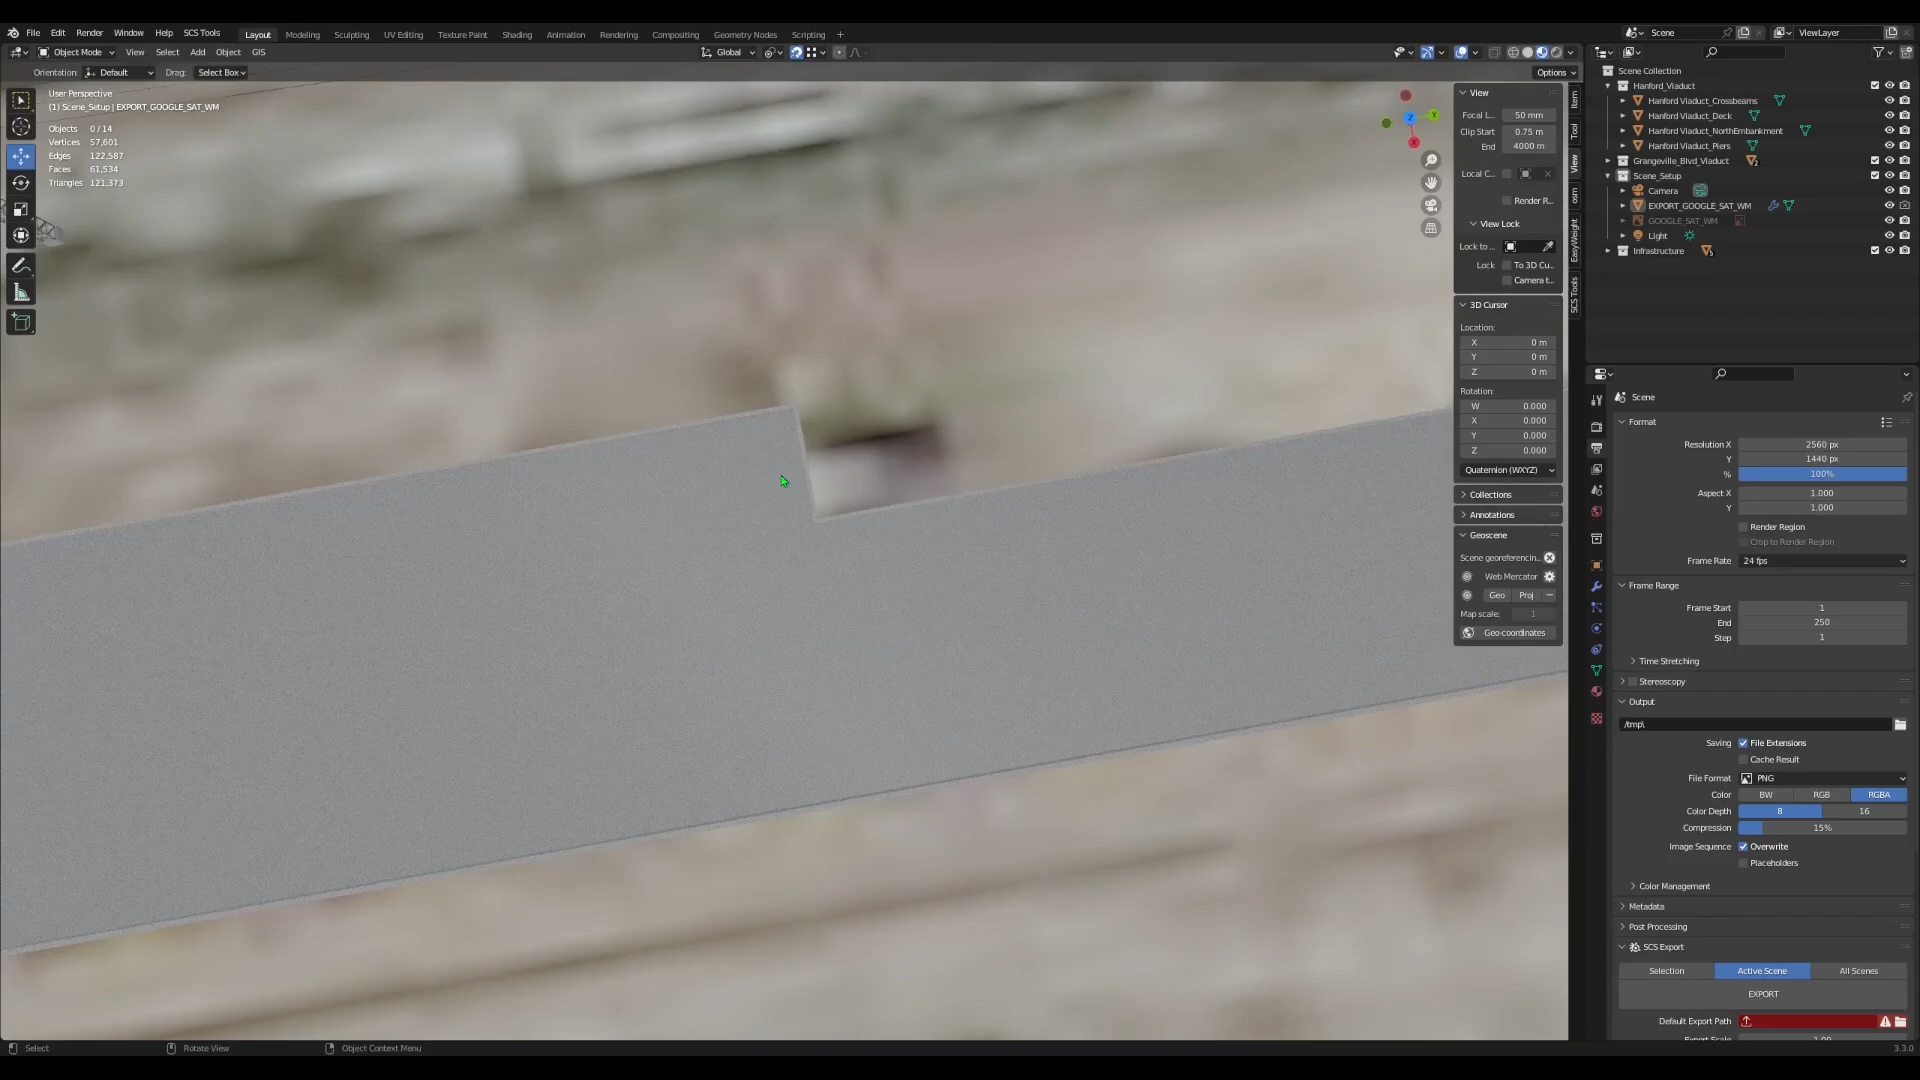 File Edit Render Window Help SCS Tools Layout Modeling Sculpting UV Editing Texture Paint Shading Animation Rendering Compositing Geometry Nodes Scripting + Scene ViewLayer
Object Mode View Select Add Object GIS Global
Orientation: Default Drag: Select Box Options
User Perspective
(1) Scene_Setup | EXPORT_GOOGLE_SAT_WM
Objects 0 / 14
Vertices 57,601
Edges 122,587
Faces 61,534
Triangles 121,373
View
Focal L... 50 mm
Clip Start 0.75 m
End 4000 m
Local C...
Render R...
View Lock
Lock to ...
Lock To 3D Cu...
Camera t...
3D Cursor
Location:
X 0 m
Y 0 m
Z 0 m
Rotation:
W 0.000
X 0.000
Y 0.000
Z 0.000
Quaternion (WXYZ)
Collections
Annotations
Geoscene
Scene georeferencin...
Web Mercator
Geo Proj
Map scale: 1
Geo-coordinates
Item
Tool
View
osm
EasyWeight
SCS Tools
Scene Collection
Hanford_Viaduct
Hanford Viaduct_Crossbeams
Hanford Viaduct_Deck
Hanford Viaduct_NorthEmbankment
Hanford Viaduct_Piers
Grangeville_Blvd_Viaduct 2
Scene_Setup
Camera
EXPORT_GOOGLE_SAT_WM
GOOGLE_SAT_WM
Light
Infrastructure 5
Scene
Format
Resolution X 2560 px
Y 1440 px
% 100%
Aspect X 1.000
Y 1.000
Render Region
Crop to Render Region
Frame Rate 24 fps
Frame Range
Frame Start 1
End 250
Step 1
Time Stretching
Stereoscopy
Output
/tmp\
Saving File Extensions
Cache Result
File Format PNG
Color BW RGB RGBA
Color Depth 8 16
Compression 15%
Image Sequence Overwrite
Placeholders
Color Management
Metadata
Post Processing
SCS Export
Selection Active Scene All Scenes
EXPORT
Default Export Path
Select Rotate View Object Context Menu 3.3.0